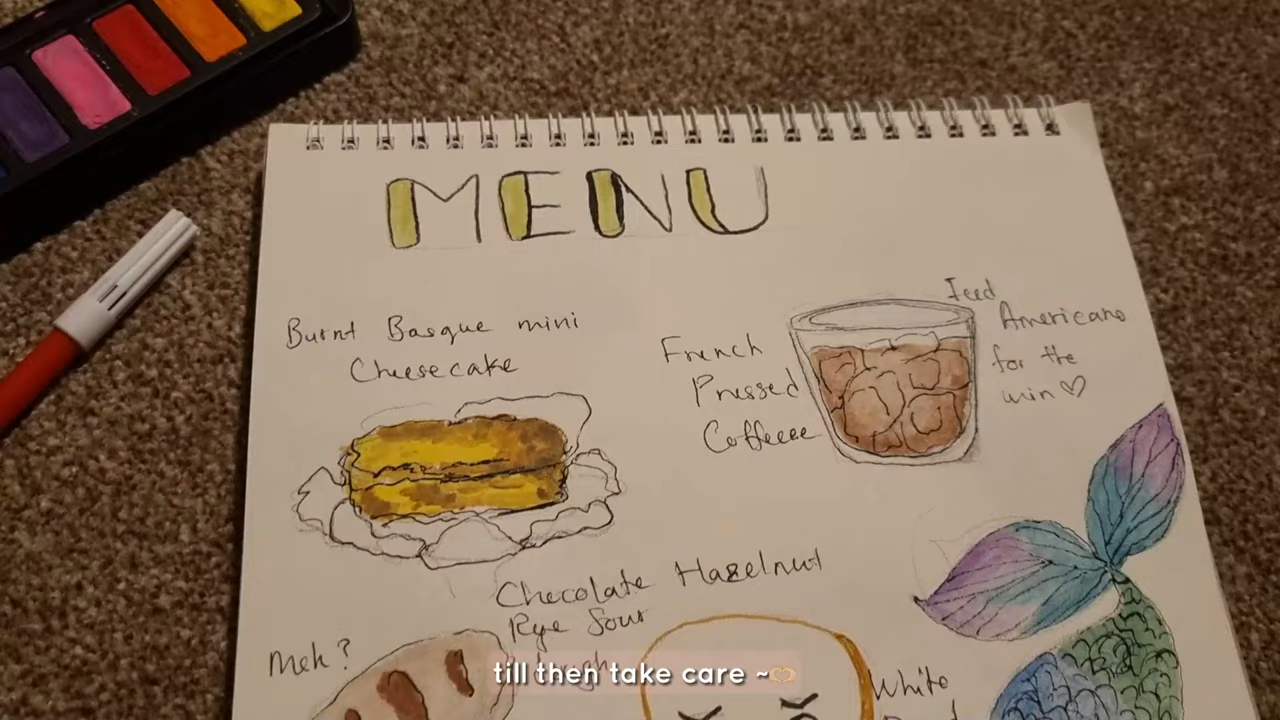 MENU
Burnt Basque mini
Cheesecake
French
Pressed
Coffeeee
Iced
Americano
for the
win♡
Chocolate Hazelnut
Rye Sour
Meh?
White
till then take care ~